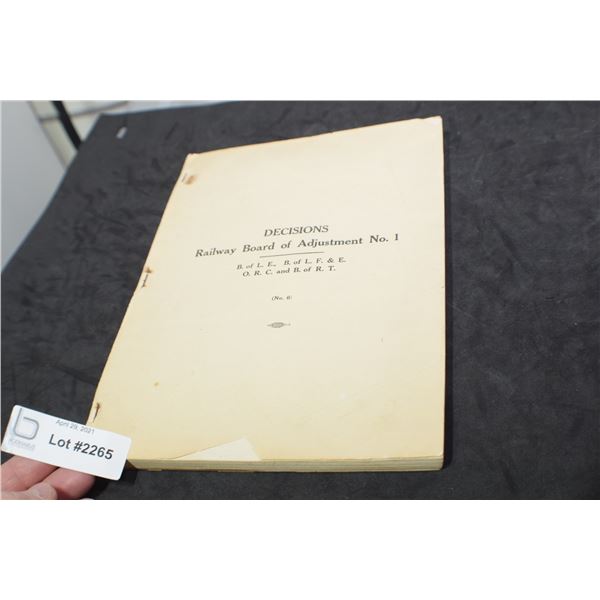 DECISIONS
Railway Board of Adjustment No. 1
B. of L. E., B. of L. F. & E.
O. R. C. and B. of R. T.
(No. 6)
April 29, 2021
Lot #2265